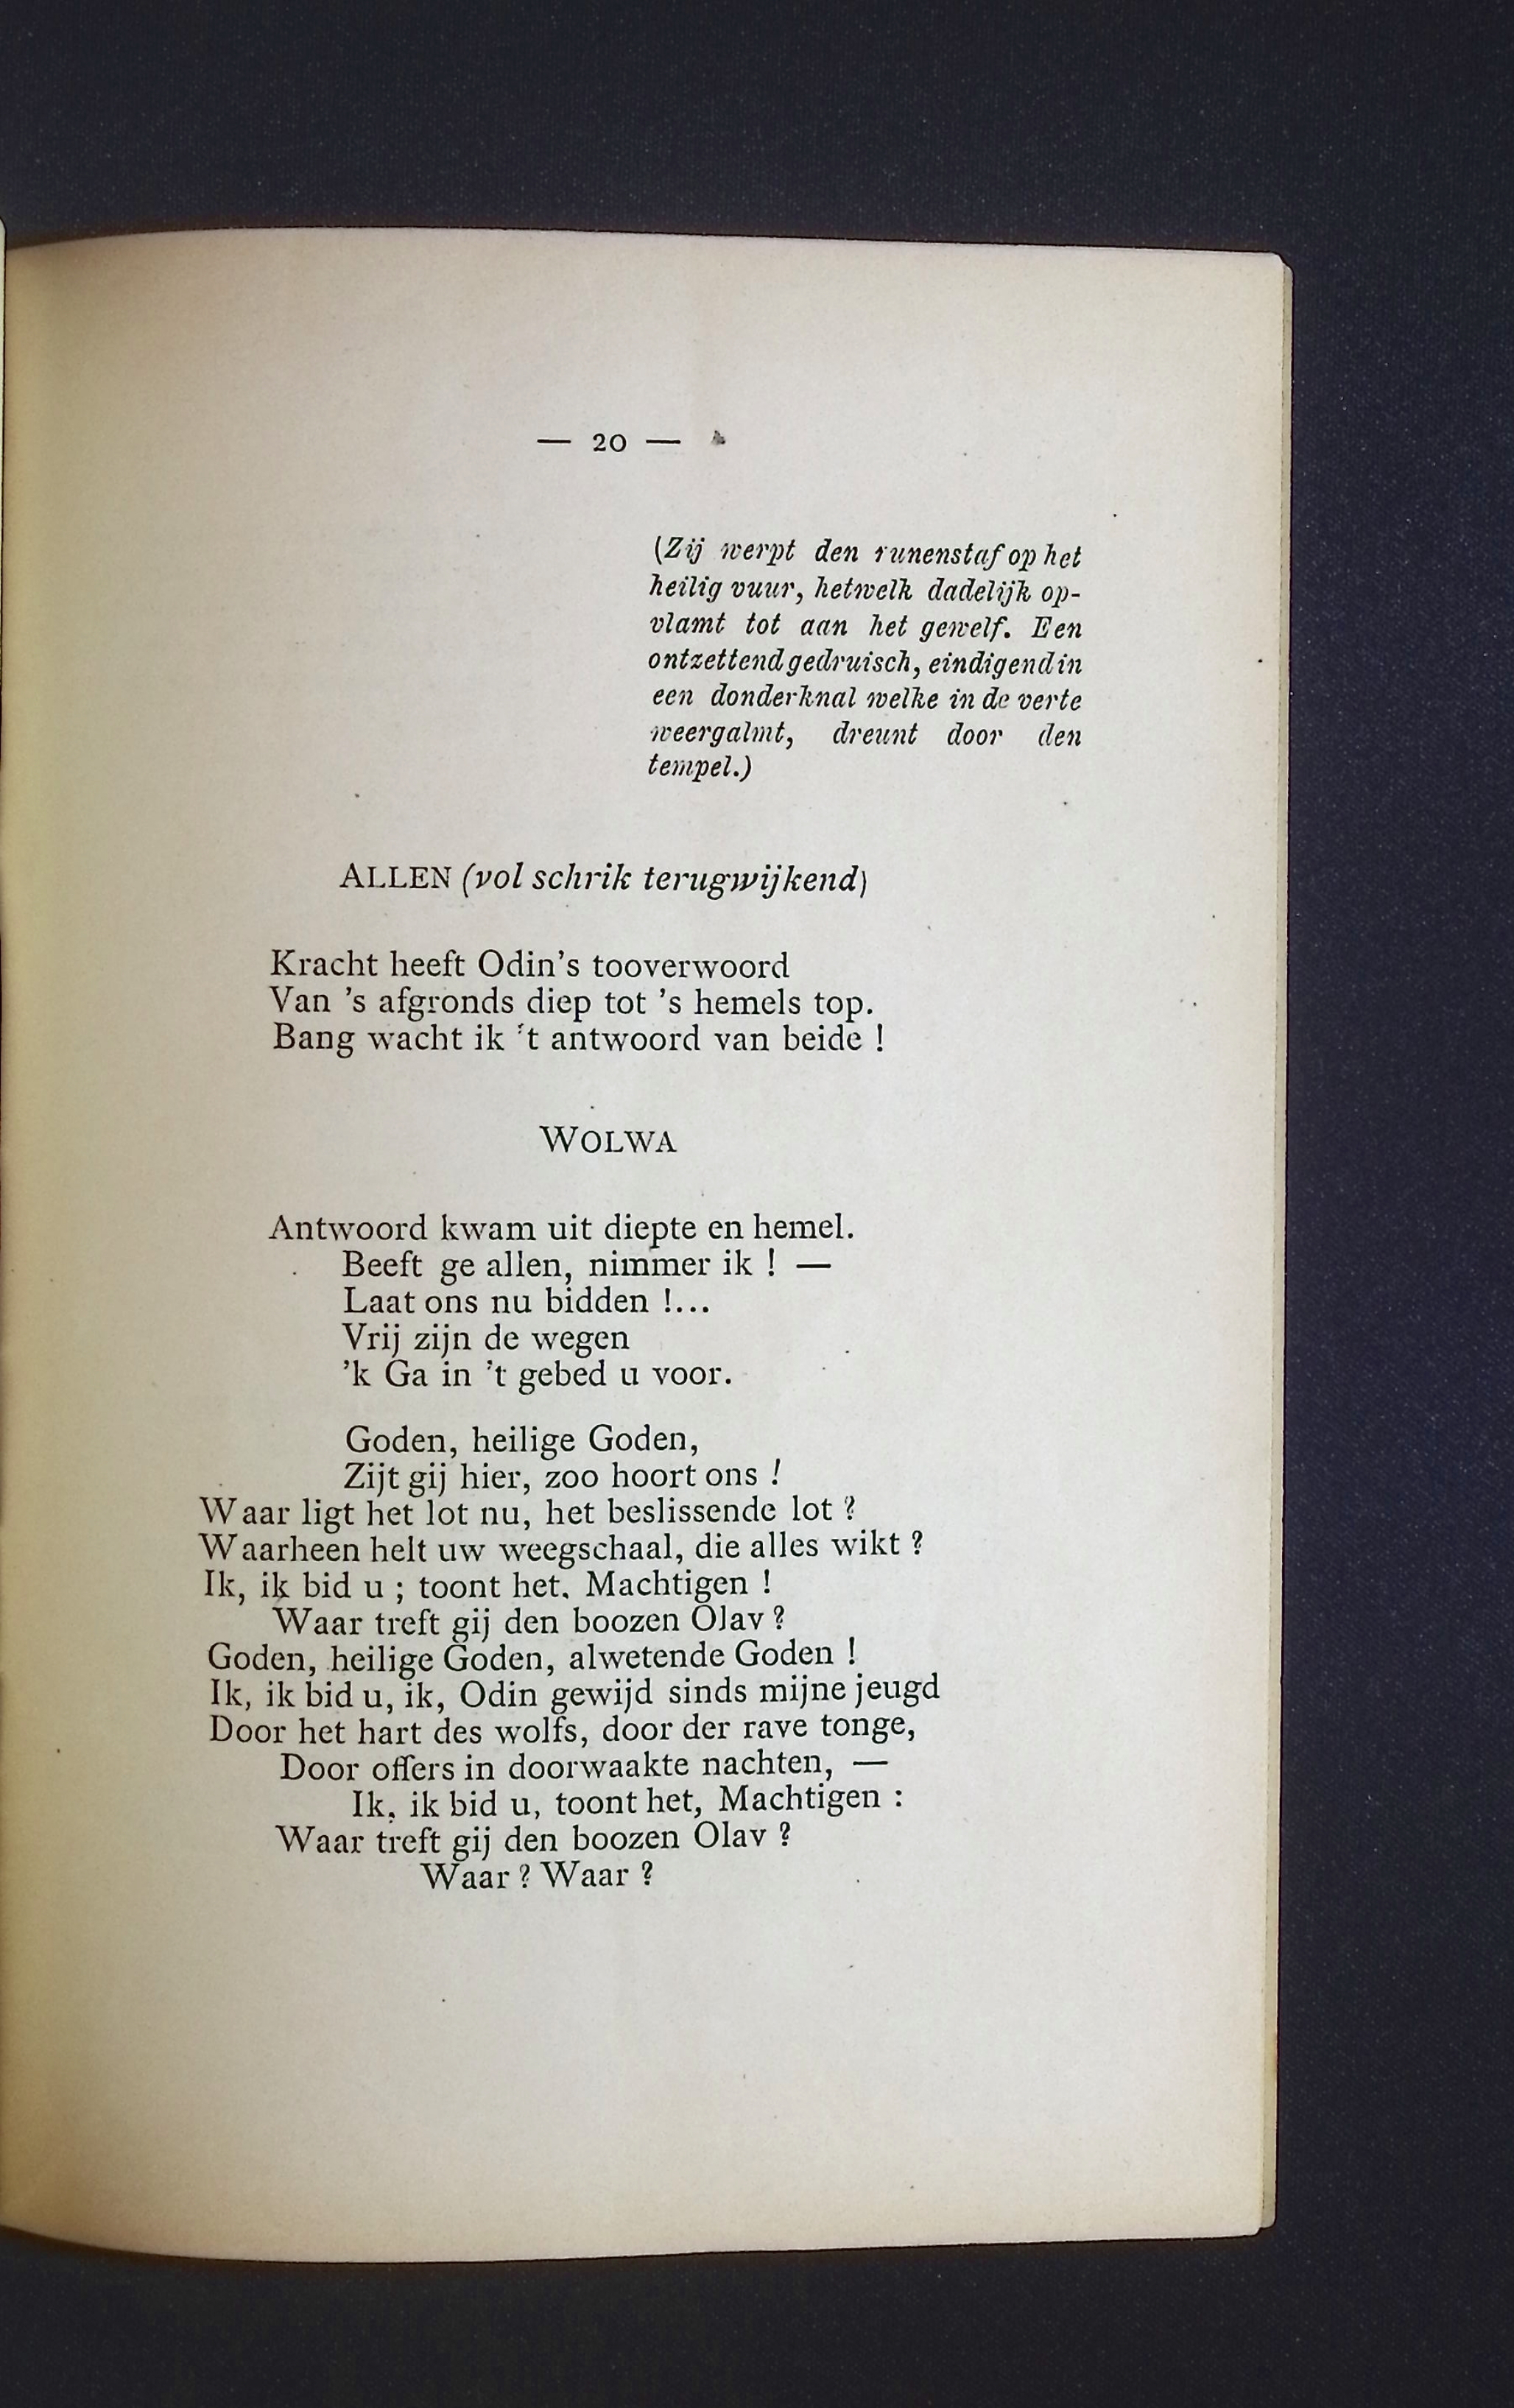 — 20 —
(Zij werpt den runenstaf op het
heilig vuur, hetwelk dadelijk op-
vlamt tot aan het gewelf. Een
ontzettend gedruisch, eindigend in
een donderknal welke in de verte
weergalmt, dreunt door den
tempel.)
ALLEN (vol schrik terugwijkend)
Kracht heeft Odin's tooverwoord
Van 's afgronds diep tot 's hemels top.
Bang wacht ik 't antwoord van beide !
WOLWA
Antwoord kwam uit diepte en hemel.
Beeft ge allen, nimmer ik ! —
Laat ons nu bidden !...
Vrij zijn de wegen
'k Ga in 't gebed u voor.
Goden, heilige Goden,
Zijt gij hier, zoo hoort ons !
Waar ligt het lot nu, het beslissende lot ?
Waarheen helt uw weegschaal, die alles wikt ?
Ik, ik bid u ; toont het. Machtigen !
Waar treft gij den boozen Olav ?
Goden, heilige Goden, alwetende Goden !
Ik, ik bid u, ik, Odin gewijd sinds mijne jeugd
Door het hart des wolfs, door der rave tonge,
Door offers in doorwaakte nachten, —
Ik, ik bid u, toont het, Machtigen :
Waar treft gij den boozen Olav ?
Waar ? Waar ?